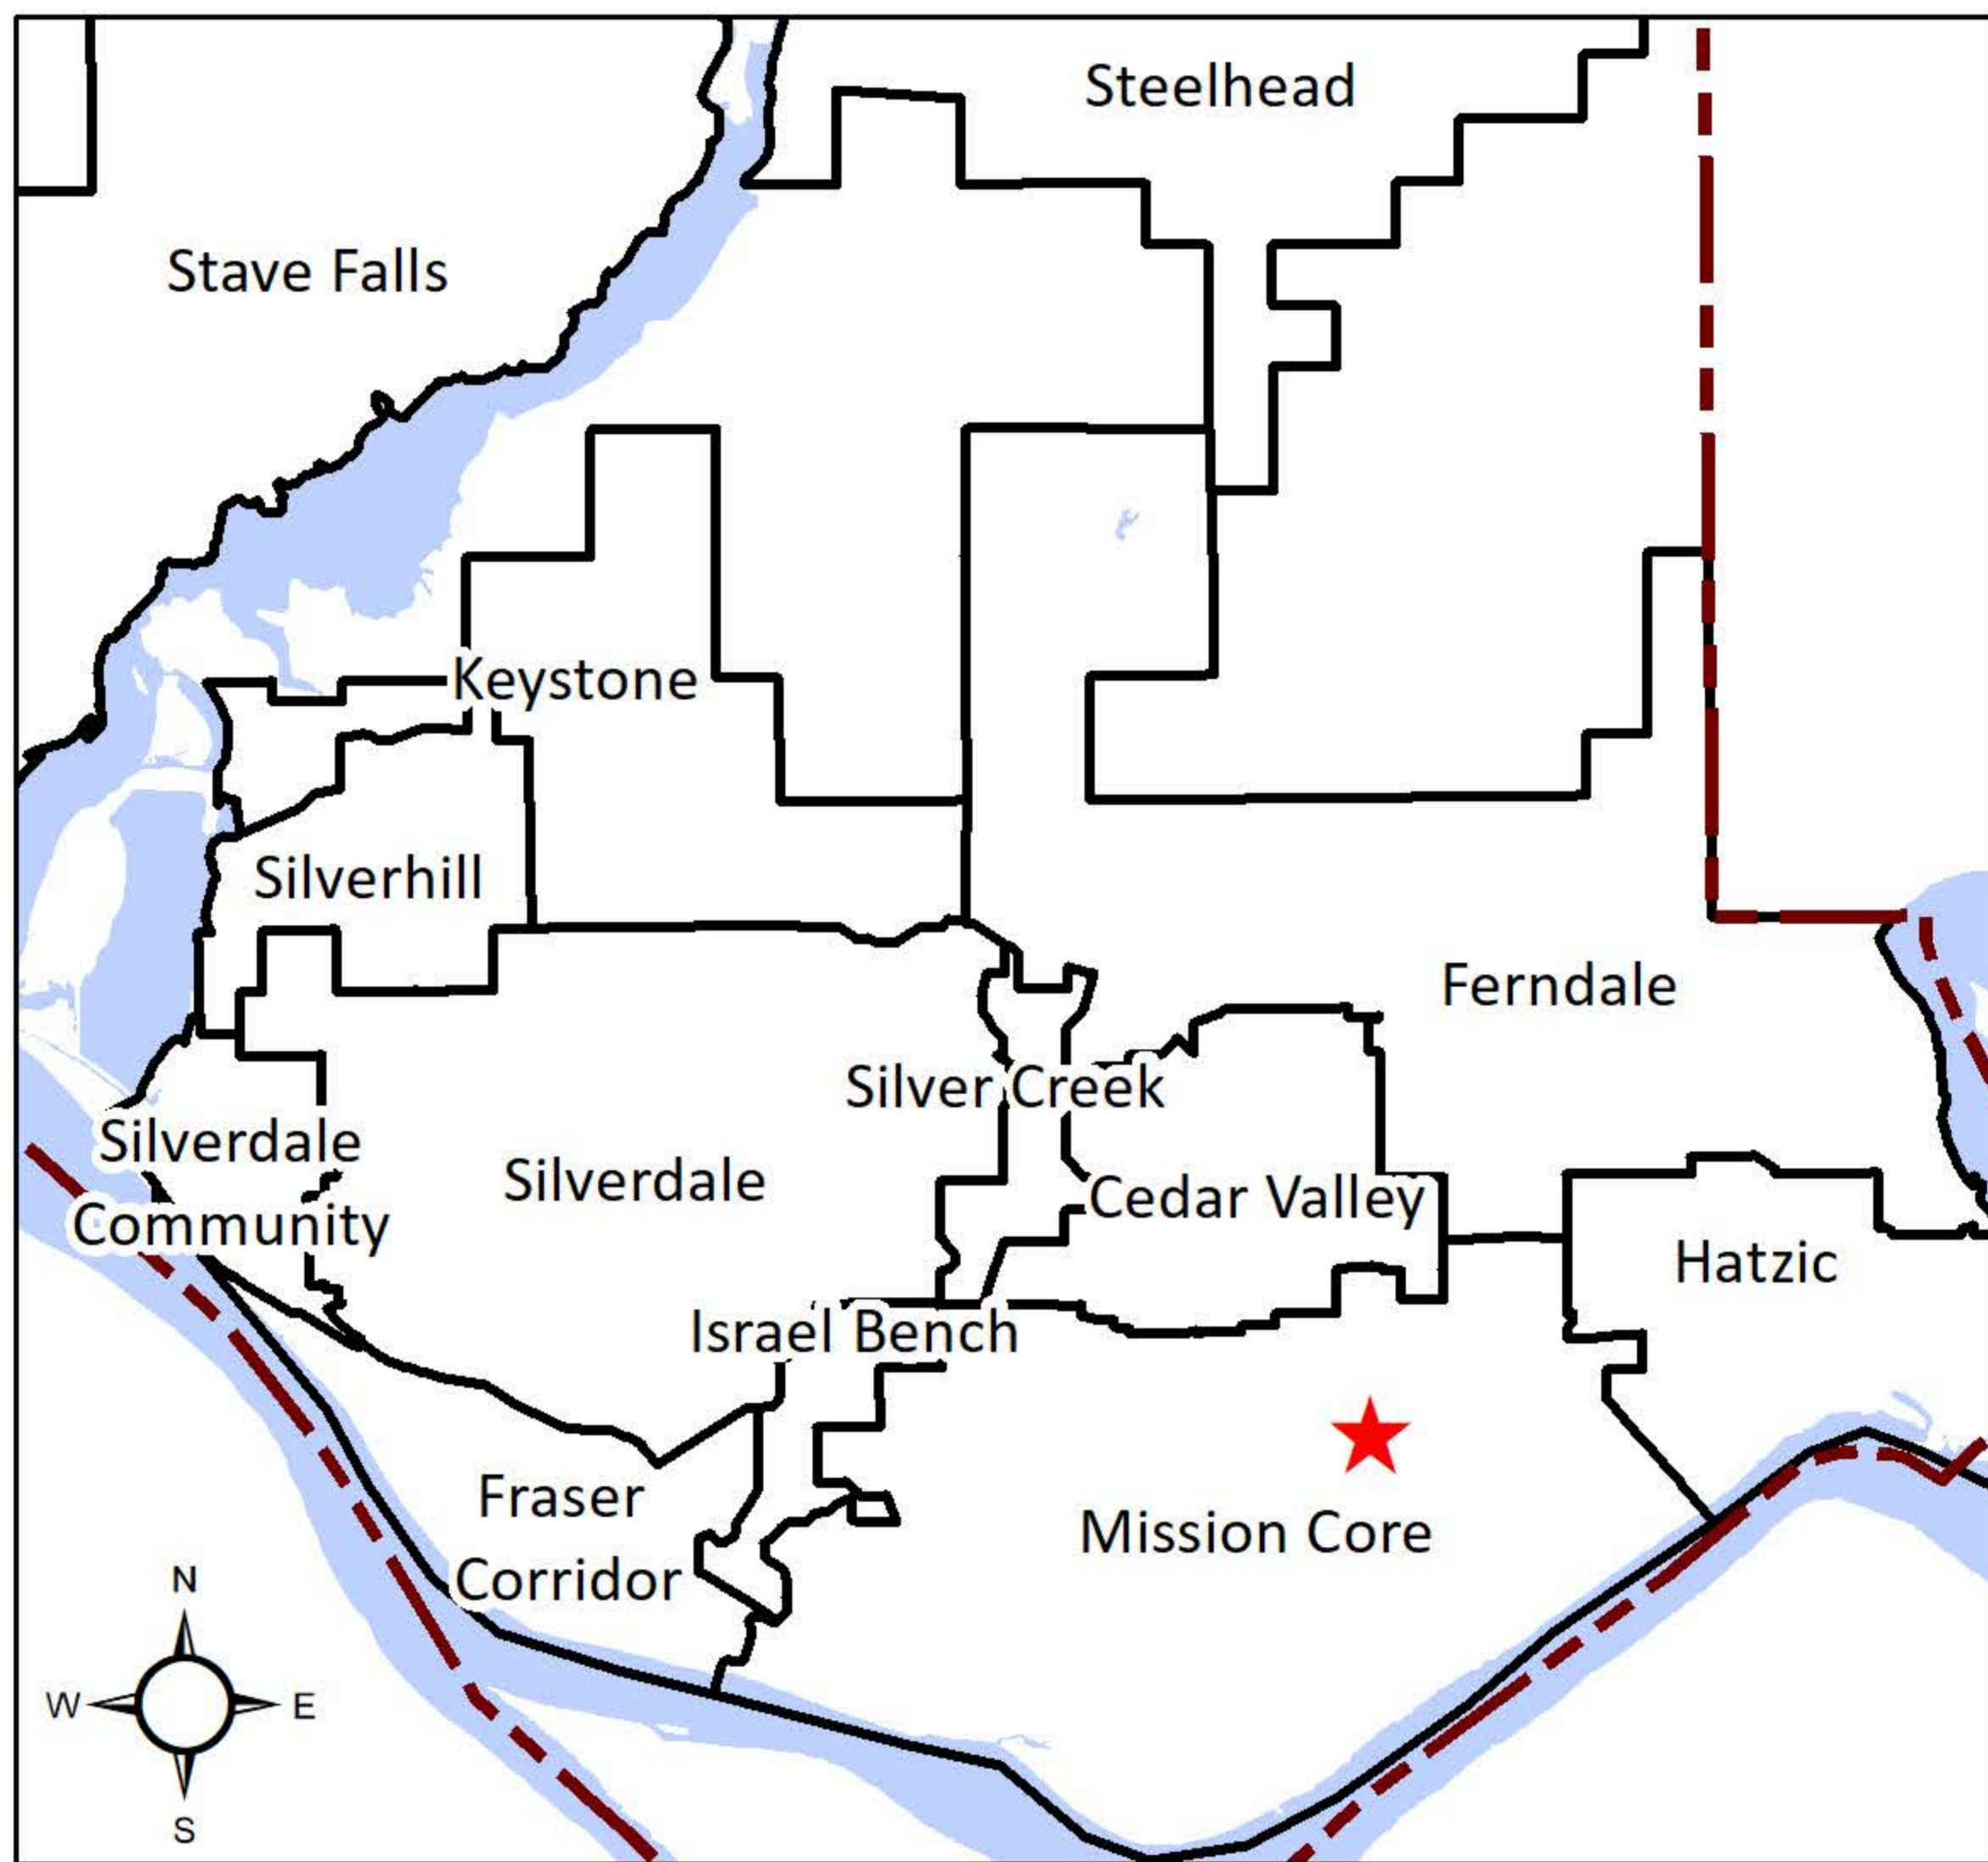 Steelhead
Stave Falls
Keystone
Silverhill
Ferndale
Silver Creek
Silverdale
Community
Silverdale
Cedar Valley
Hatzic
Israel Bench
Fraser
Corridor
Mission Core
N
W
E
S